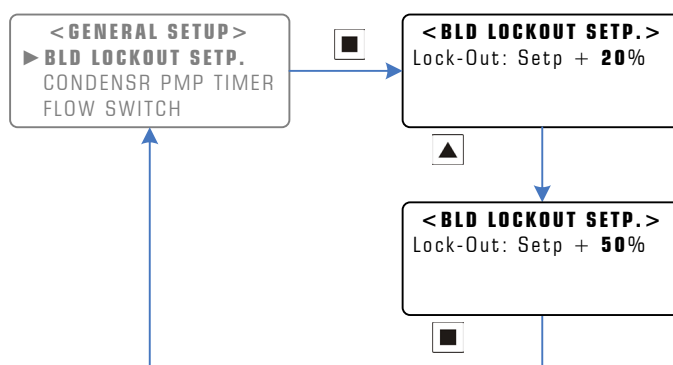 <GENERAL SETUP>
▶ BLD LOCKOUT SETP.
CONDENSR PMP TIMER
FLOW SWITCH
<BLD LOCKOUT SETP.>
Lock-Out: Setp + 20%
<BLD LOCKOUT SETP.>
Lock-Out: Setp + 50%